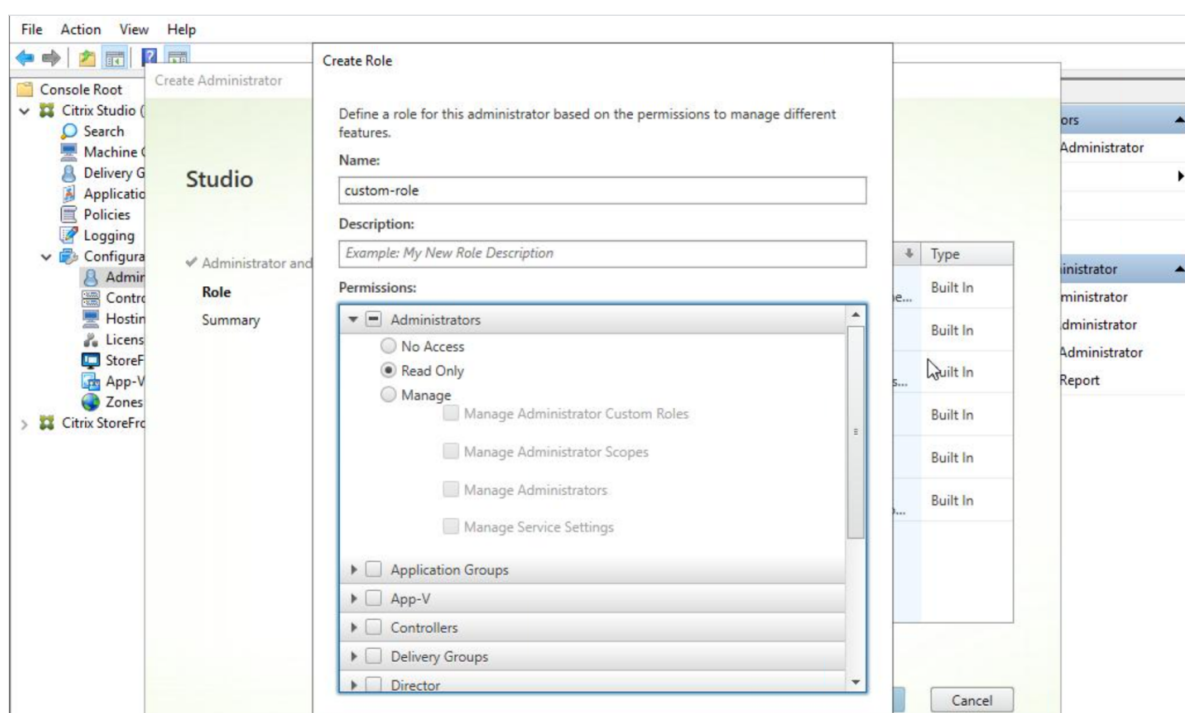 File Action View Help
Create Role
Create Administrator
Console Root
Citrix Studio (
Search
Machine
Delivery G
Applicatio
Policies
Logging
Configura
Admin
Contro
Hostin
Licens
StoreF
App-V
Zones
Citrix StoreFro
Studio
Administrator and
Role
Summary
Define a role for this administrator based on the permissions to manage different
features.
Name:
custom-role
Description:
Example: My New Role Description
Permissions:
Administrators
No Access
Read Only
Manage
Manage Administrator Custom Roles
Manage Administrator Scopes
Manage Administrators
Manage Service Settings
Application Groups
App-V
Controllers
Delivery Groups
Director
Type
e... Built In
Built In
s... Built In
Built In
Built In
... Built In
Cancel
ors
Administrator
inistrator
ministrator
dministrator
Administrator
Report